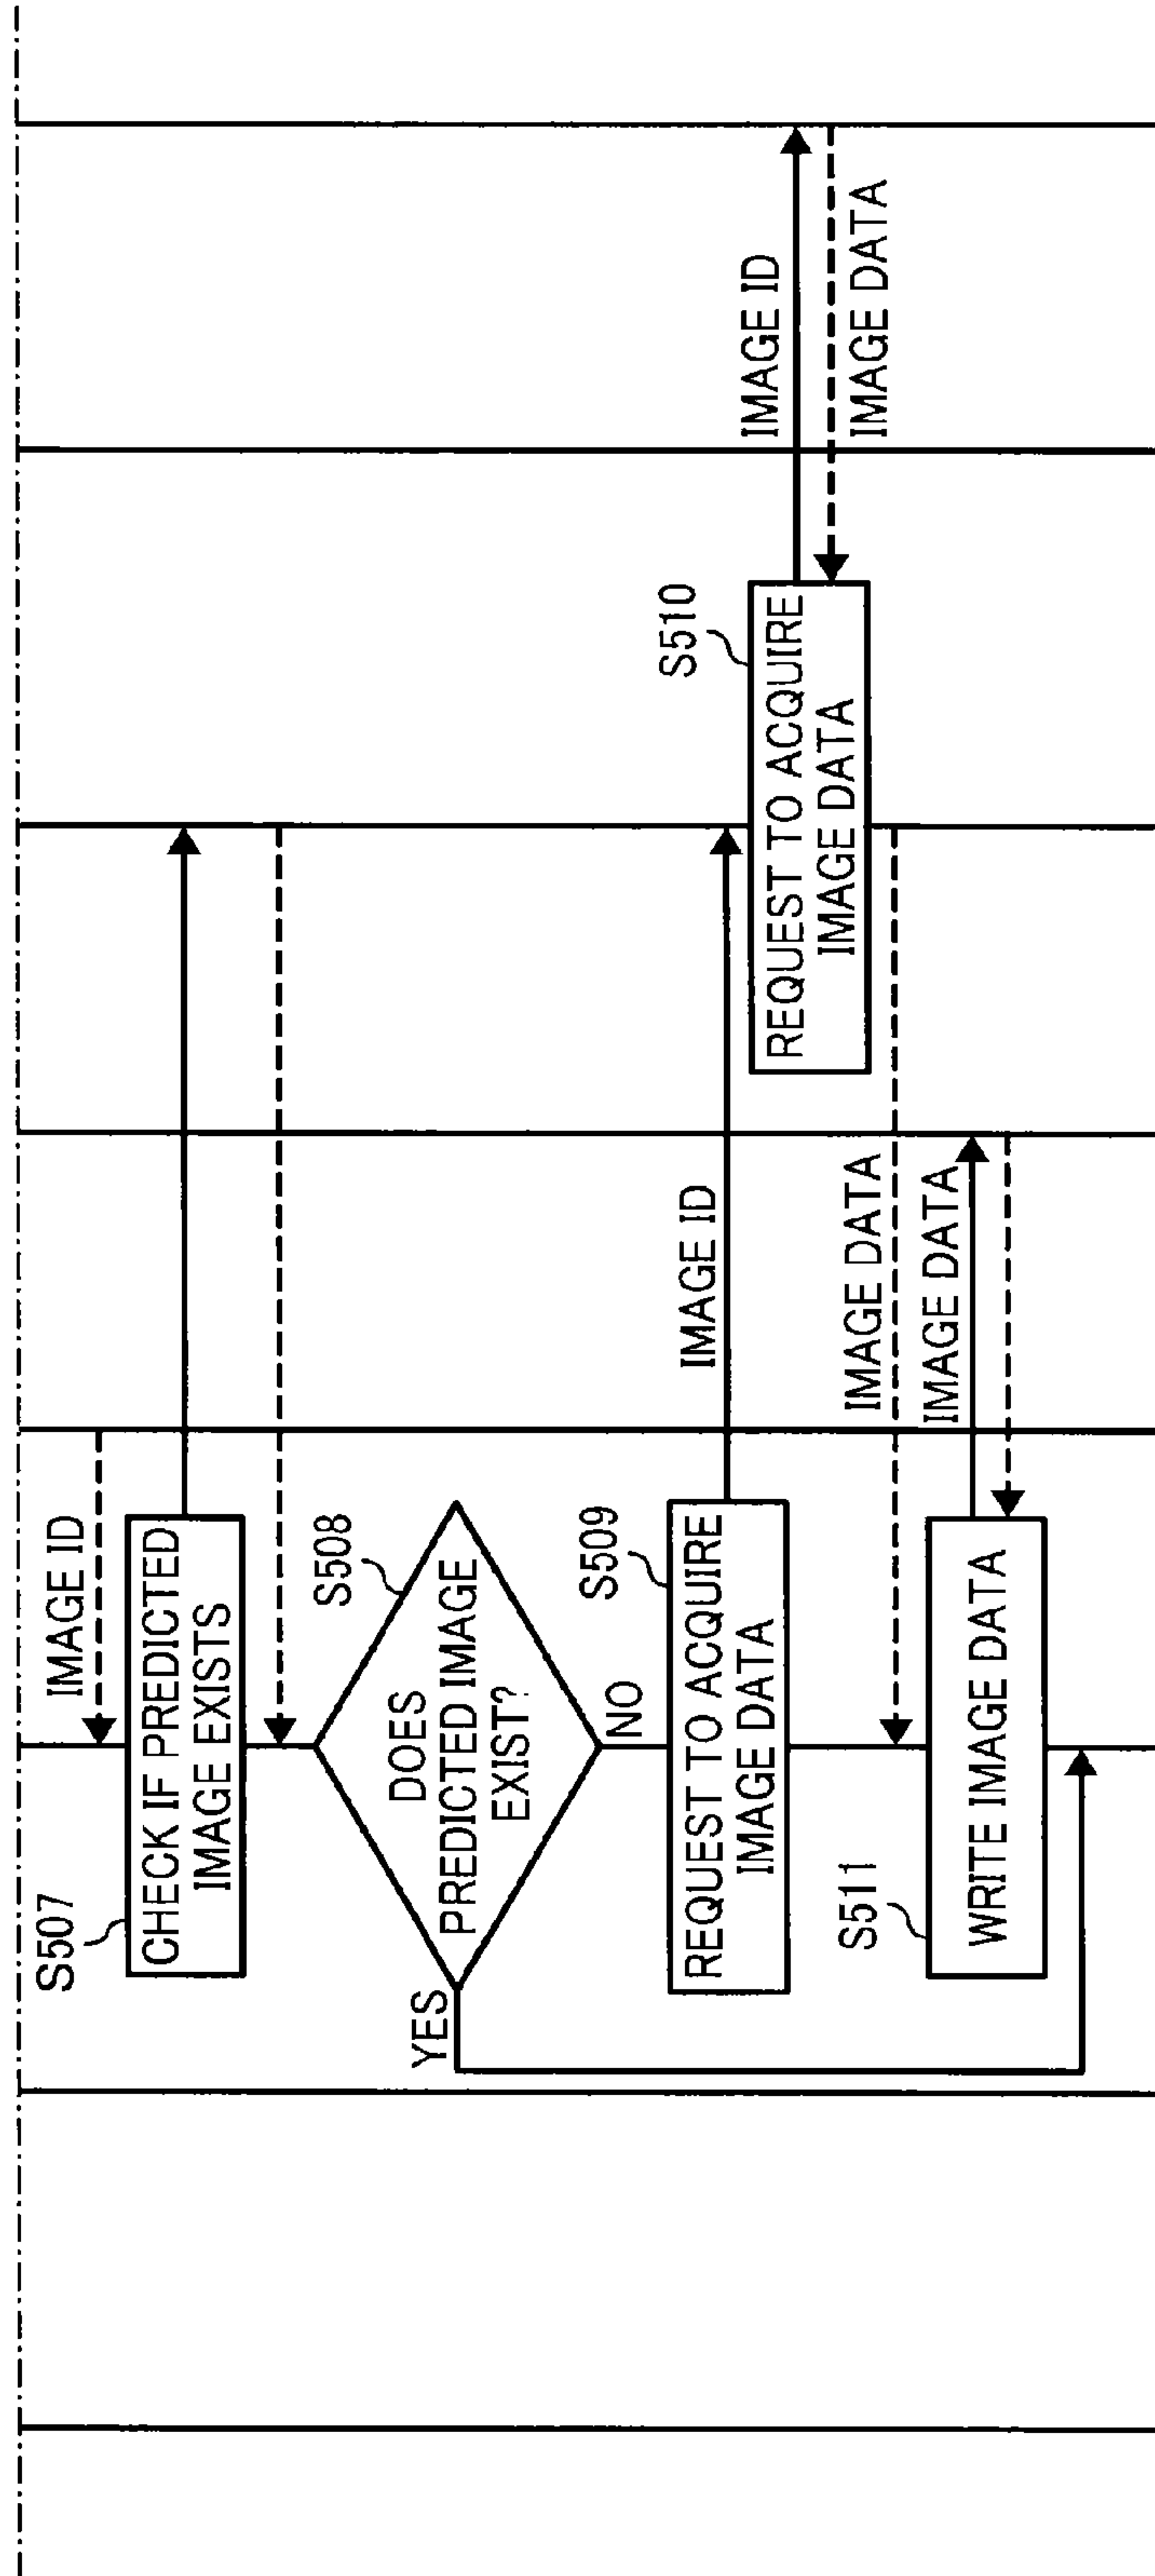 IMAGE ID
S507
CHECK IF PREDICTED
IMAGE EXISTS
S508
DOES
PREDICTED IMAGE
EXIST?
YES
NO
S509
REQUEST TO ACQUIRE
IMAGE DATA
IMAGE ID
S510
REQUEST TO ACQUIRE
IMAGE DATA
IMAGE ID
IMAGE DATA
IMAGE DATA
S511
WRITE IMAGE DATA
IMAGE DATA